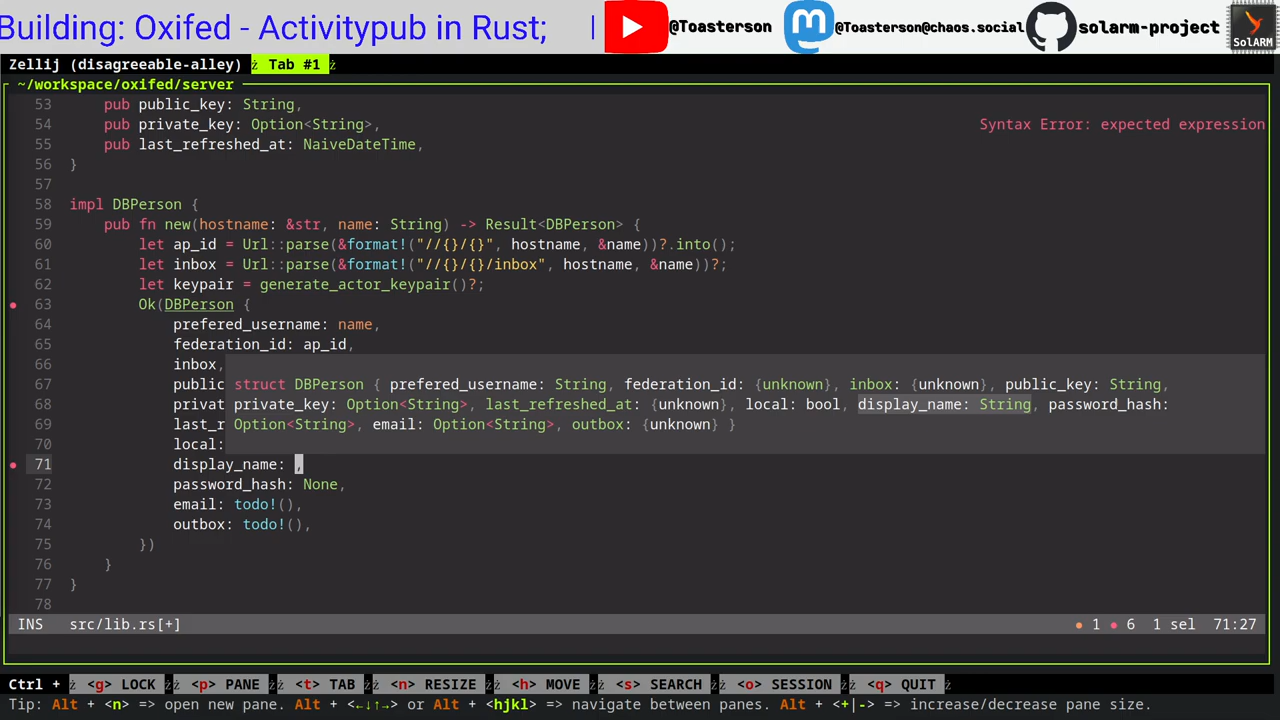 Building: Oxifed - Activitypub in Rust;
@Toasterson
@Toasterson@chaos.social
solarm-project
SolARM
Zellij (disagreeable-alley) ż Tab #1 ż
~/workspace/oxifed/server
53 pub public_key: String,
54 pub private_key: Option<String>, Syntax Error: expected expression
55 pub last_refreshed_at: NaiveDateTime,
56 }
57
58 impl DBPerson {
59 pub fn new(hostname: &str, name: String) -> Result<DBPerson> {
60 let ap_id = Url::parse(&format!("//{}/{}", hostname, &name))?.into();
61 let inbox = Url::parse(&format!("//{}/{}/inbox", hostname, &name))?;
62 let keypair = generate_actor_keypair()?;
63 Ok(DBPerson {
64 prefered_username: name,
65 federation_id: ap_id,
66 inbox,
67 public struct DBPerson { prefered_username: String, federation_id: {unknown}, inbox: {unknown}, public_key: String,
68 privat private_key: Option<String>, last_refreshed_at: {unknown}, local: bool, display_name: String, password_hash:
69 last_r Option<String>, email: Option<String>, outbox: {unknown} }
70 local:
71 display_name: ,
72 password_hash: None,
73 email: todo!(),
74 outbox: todo!(),
75 })
76 }
77 }
78
INS src/lib.rs[+] ● 1 ● 6 1 sel 71:27
Ctrl + ż <g> LOCK ż <p> PANE ż <t> TAB ż <n> RESIZE ż <h> MOVE ż <s> SEARCH ż <o> SESSION ż <q> QUIT ż
Tip: Alt + <n> => open new pane. Alt + <←↓↑→> or Alt + <hjkl> => navigate between panes. Alt + <+|-> => increase/decrease pane size.